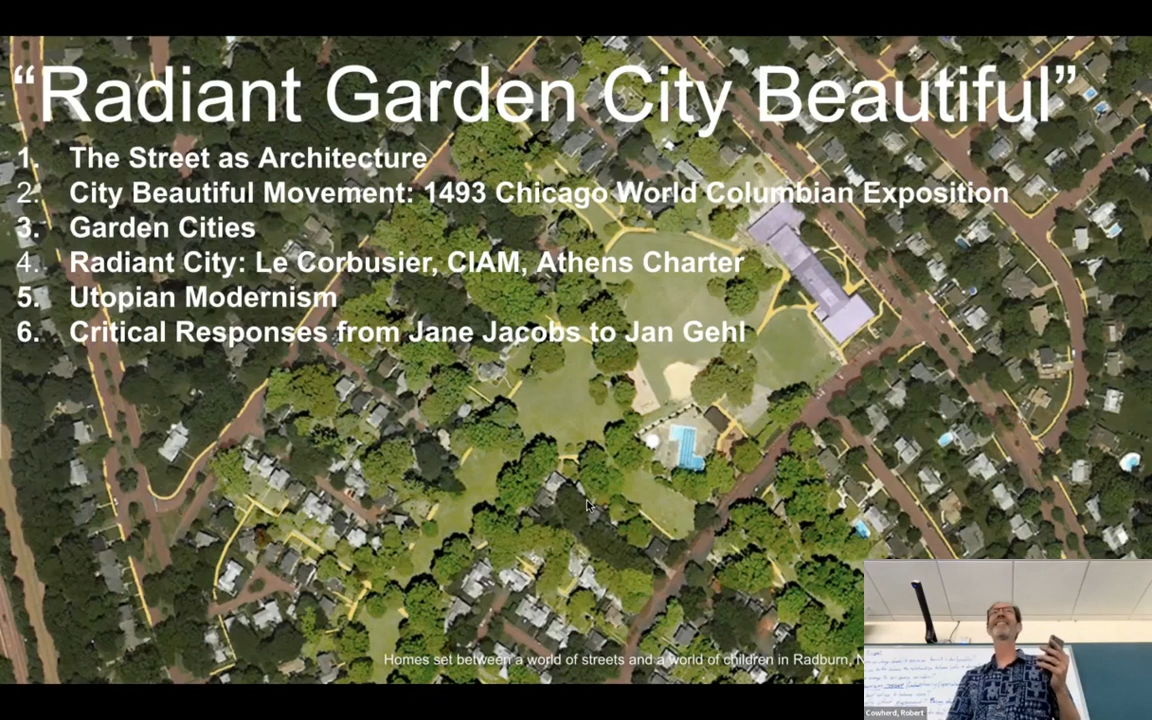 “Radiant Garden City Beautiful”
1. The Street as Architecture
2. City Beautiful Movement: 1493 Chicago World Columbian Exposition
3. Garden Cities
4. Radiant City: Le Corbusier, CIAM, Athens Charter
5. Utopian Modernism
6. Critical Responses from Jane Jacobs to Jan Gehl
Homes set between a world of streets and a world of children in Radburn,
Cowherd, Robert